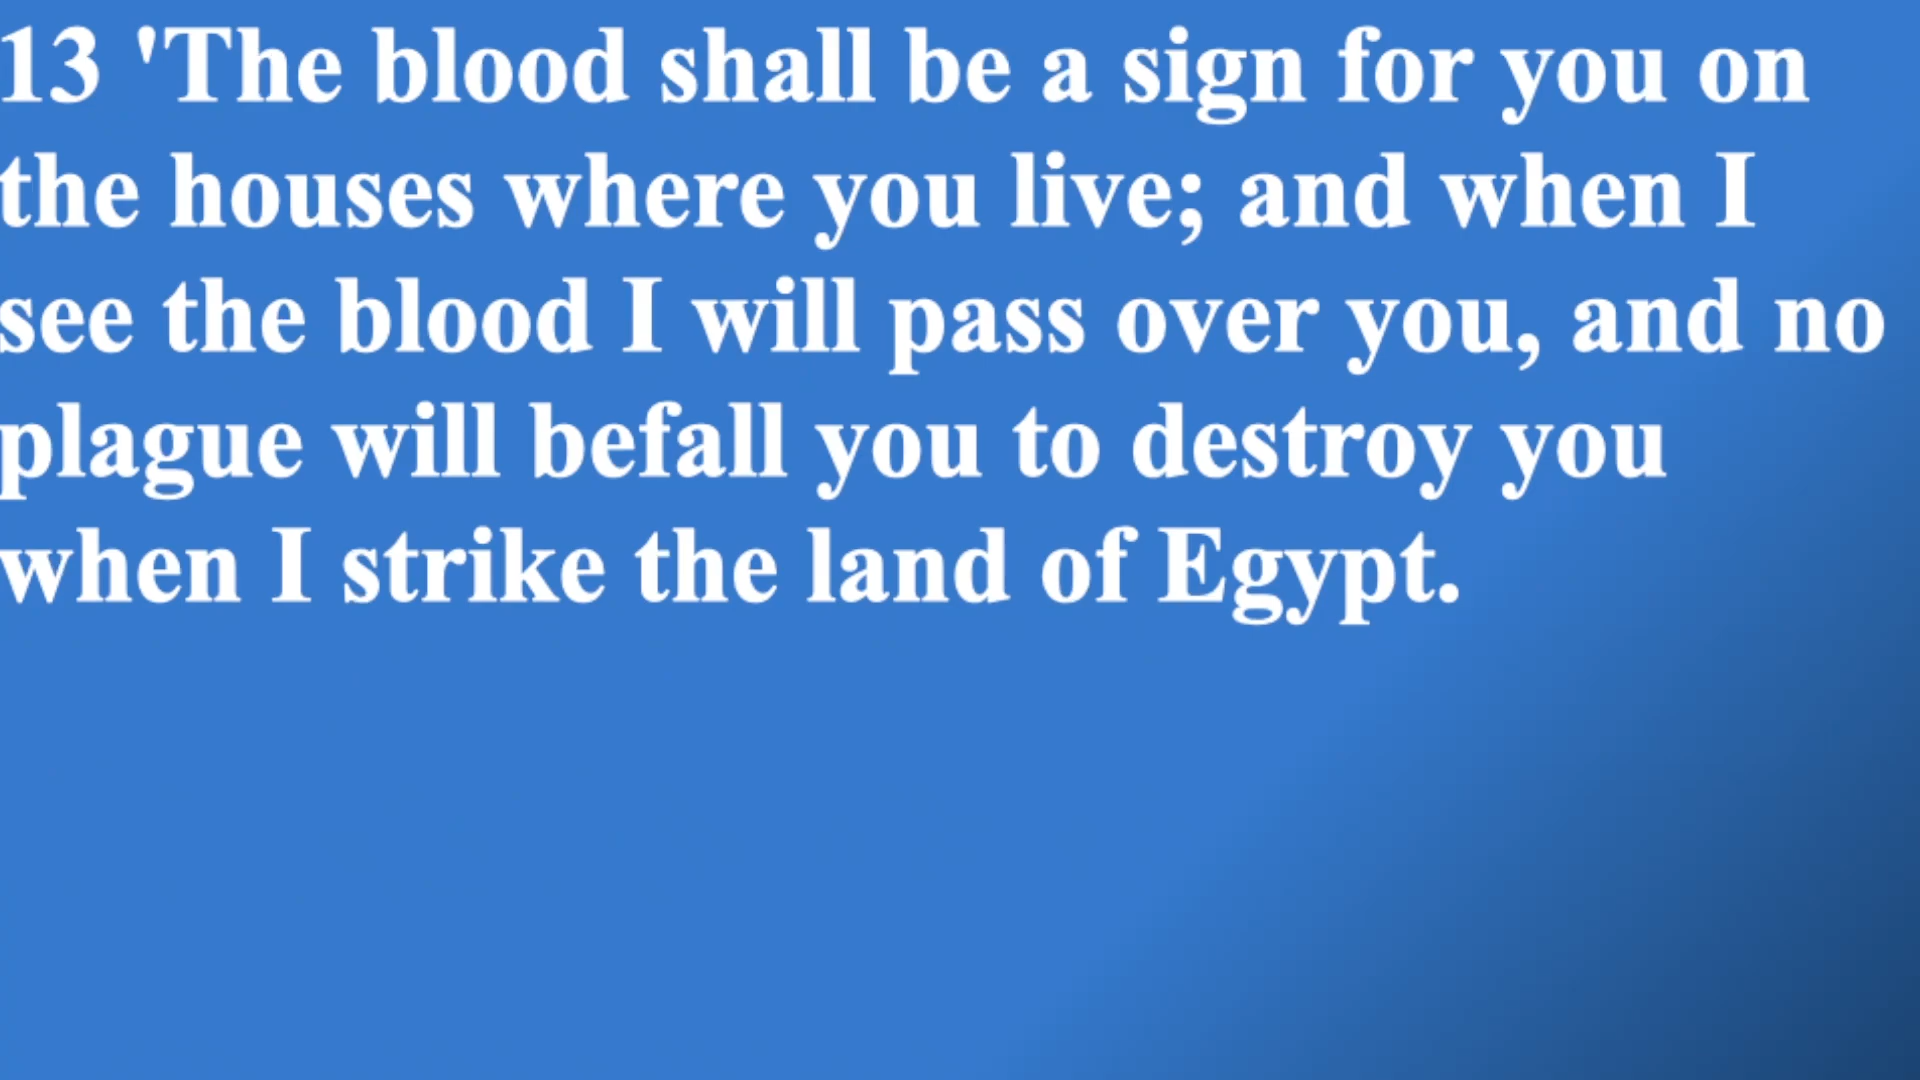 13 'The blood shall be a sign for you on
the houses where you live; and when I
see the blood I will pass over you, and no
plague will befall you to destroy you
when I strike the land of Egypt.